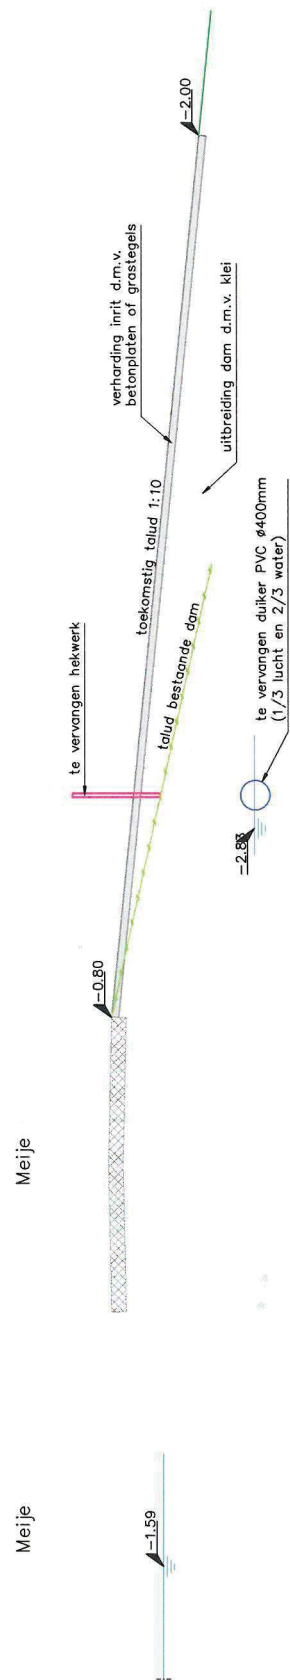 Meije
Meije
-1.59
-0.80
te vervangen hekwerk
toekomstig talud 1:10
talud bestaande dam
verharding inrit d.m.v.
betonplaten of grastegels
-2.00
uitbreiding dam d.m.v. klei
-2.83
te vervangen duiker PVC ø400mm
(1/3 lucht en 2/3 water)